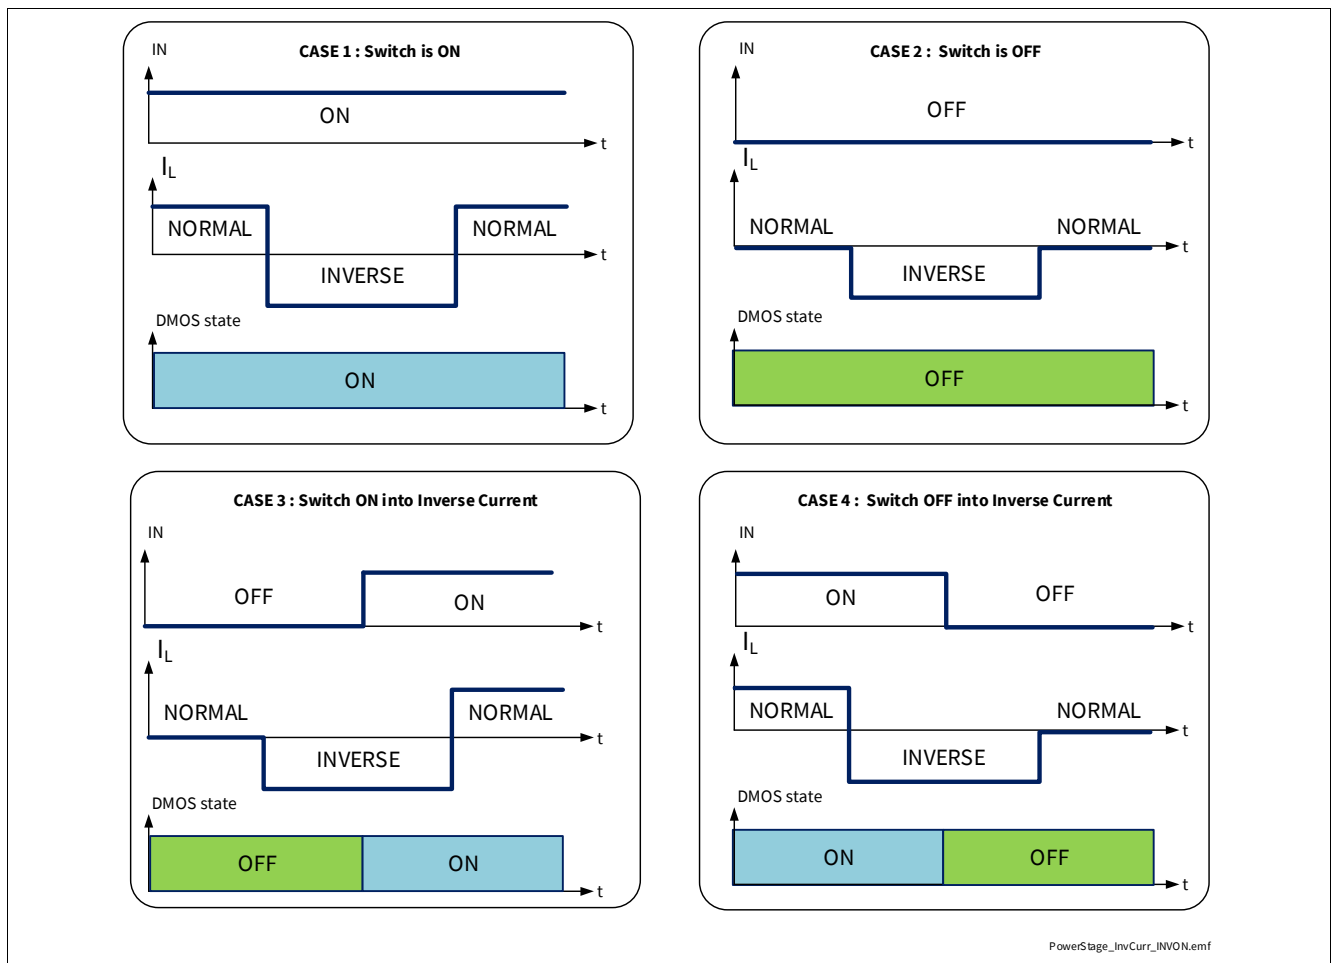 CASE 1 : Switch is ON
IN
ON
t
IL
NORMAL
NORMAL
t
INVERSE
DMOS state
ON
t
CASE 2 : Switch is OFF
IN
OFF
t
IL
NORMAL
NORMAL
t
INVERSE
DMOS state
OFF
t
CASE 3 : Switch ON into Inverse Current
IN
OFF
ON
t
IL
NORMAL
NORMAL
t
INVERSE
DMOS state
OFF
ON
t
CASE 4 : Switch OFF into Inverse Current
IN
ON
OFF
t
IL
NORMAL
NORMAL
t
INVERSE
DMOS state
ON
OFF
t
PowerStage_InvCurr_INVON.emf